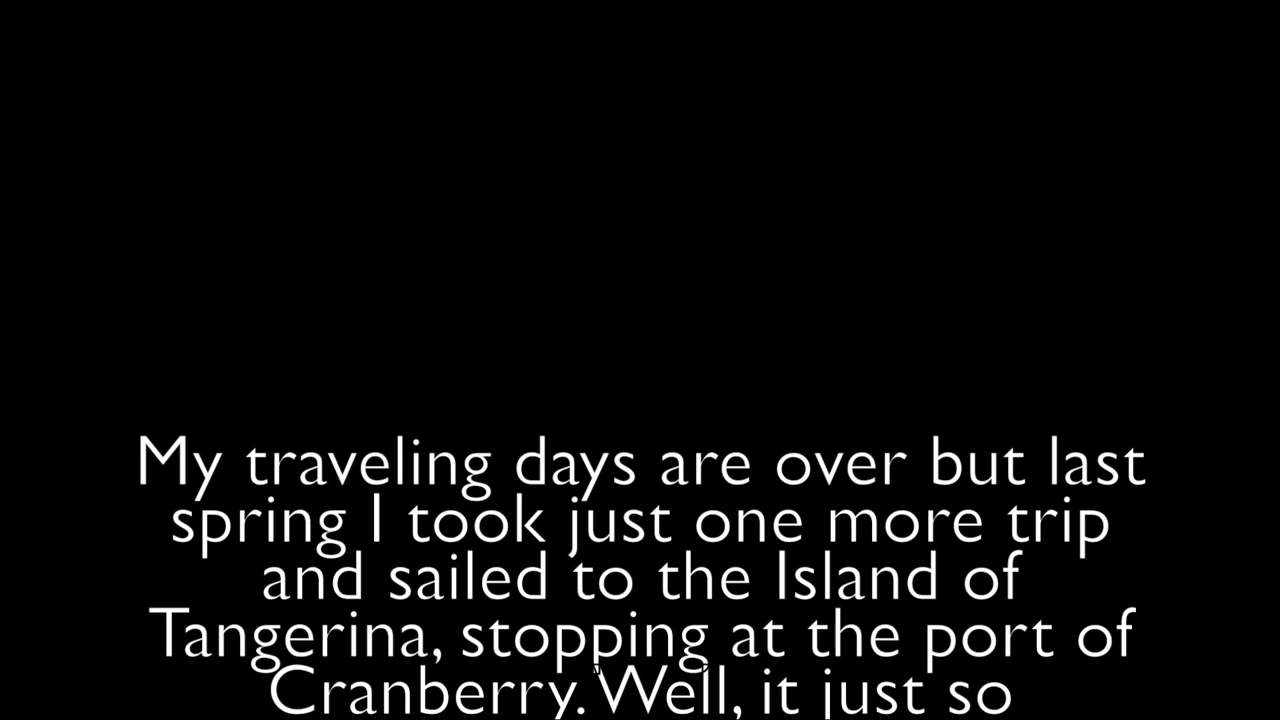 My traveling days are over but last
spring I took just one more trip
and sailed to the Island of
Tangerina, stopping at the port of
Cranberry. Well, it just so